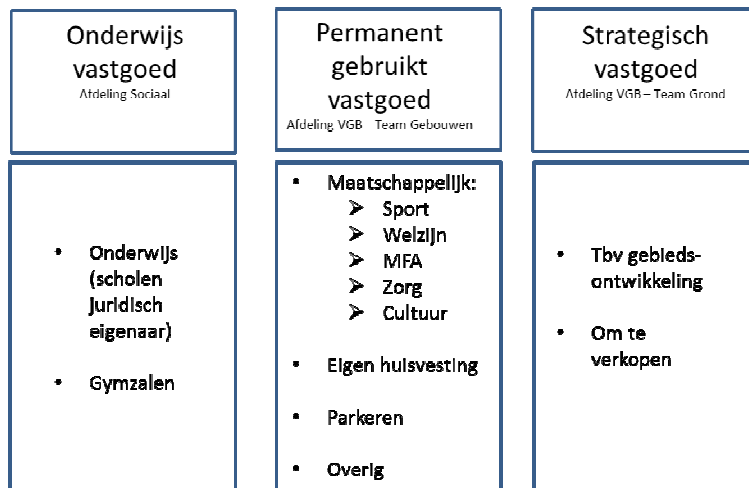 Onderwijs
vastgoed
Afdeling Sociaal
• Onderwijs
(scholen
juridisch
eigenaar)
• Gymzalen
Permanent
gebruikt
vastgoed
Afdeling VGB Team Gebouwen
• Maatschappelijk:
➢ Sport
➢ Welzijn
➢ MFA
➢ Zorg
➢ Cultuur
• Eigen huisvesting
• Parkeren
• Overig
Strategisch
vastgoed
Afdeling VGB – Team Grond
• Tbv gebieds-
ontwikkeling
• Om te
verkopen